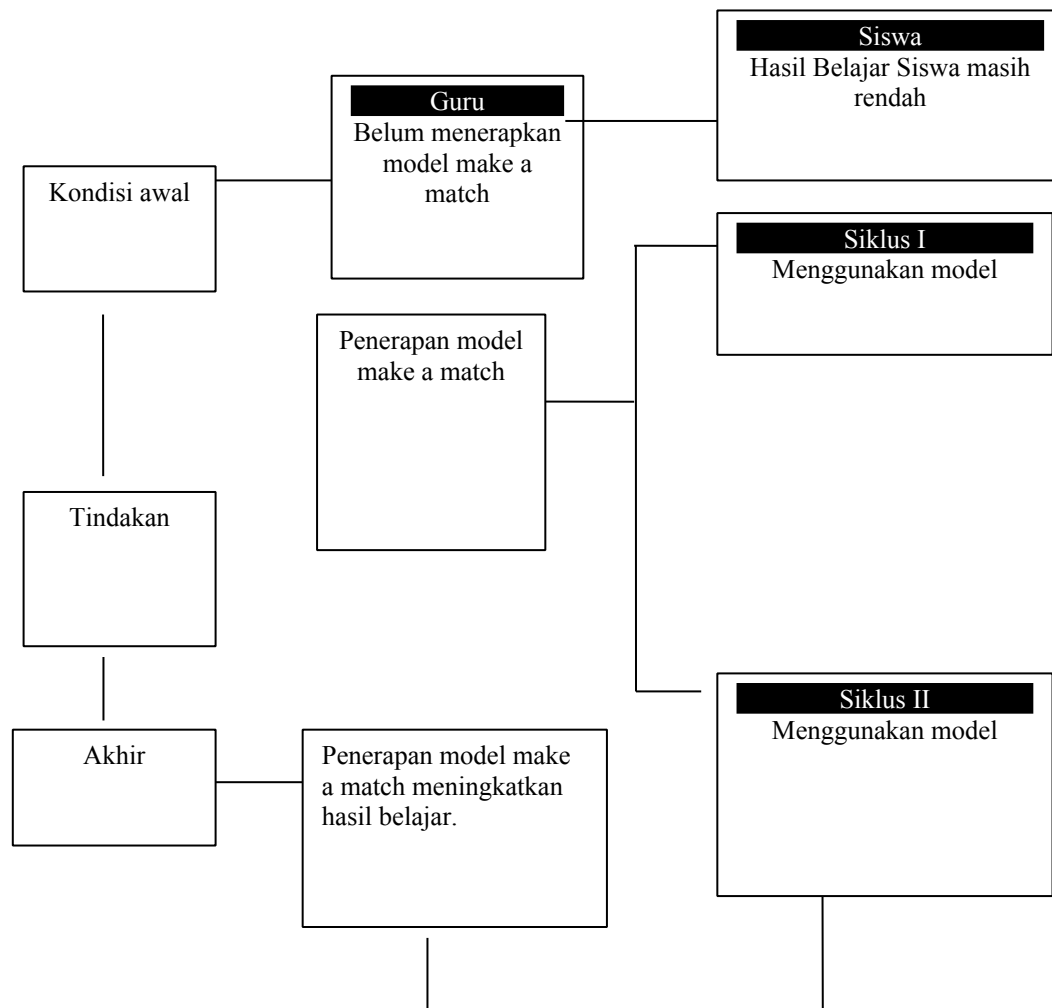 Siswa
Hasil Belajar Siswa masih
rendah
Guru
Belum menerapkan
model make a
match
Kondisi awal
Siklus I
Menggunakan model
Penerapan model
make a match
Tindakan
Siklus II
Menggunakan model
Akhir
Penerapan model make
a match meningkatkan
hasil belajar.